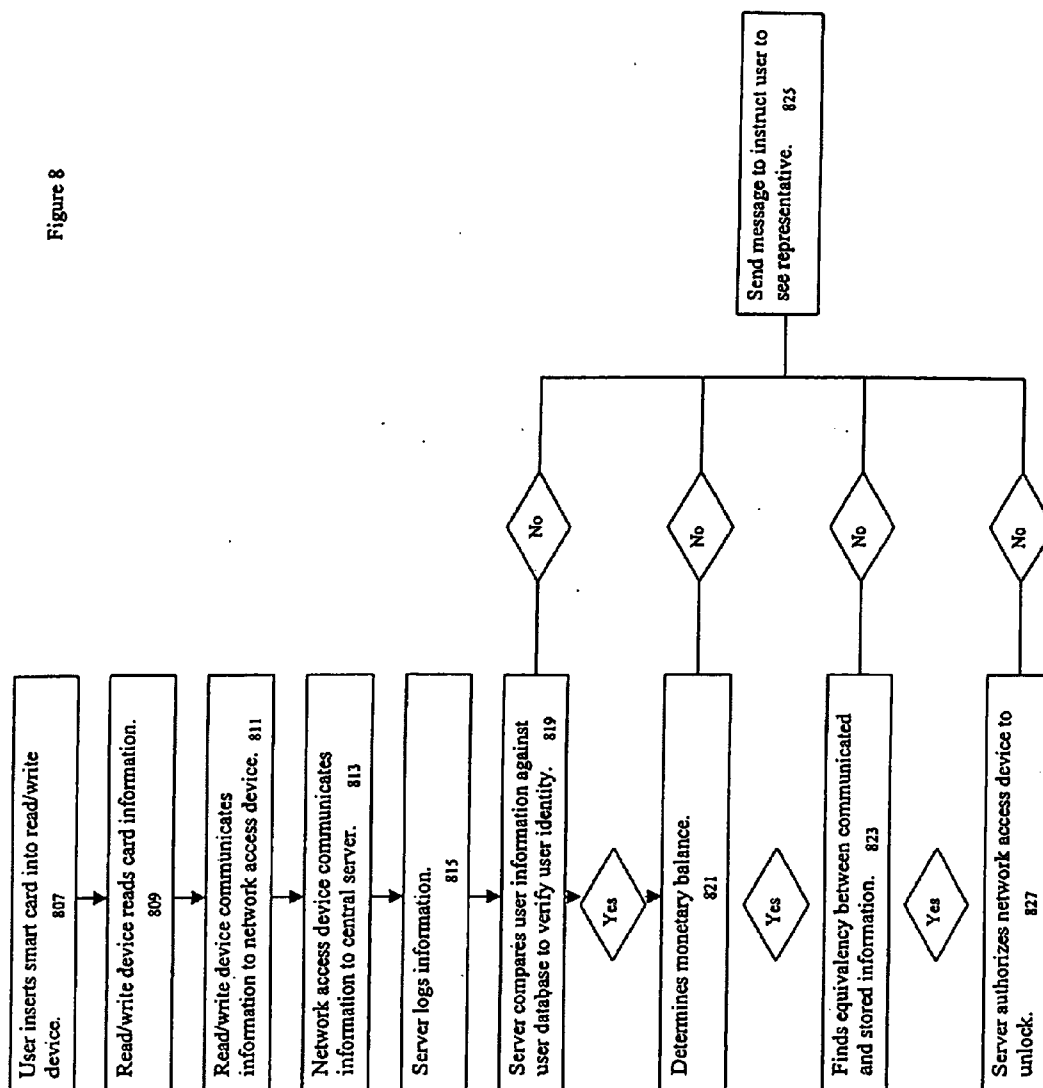 Figure 8
User inserts smart card into read/write
device.
807
Read/write device reads card information.
809
Read/write device communicates
information to network access device. 811
Network access device communicates
information to central server. 813
Server logs information.
815
Server compares user information against
user database to verify user identity. 819
No
Yes
Determines monetary balance.
821
No
Yes
Finds equivalency between communicated
and stored information. 823
No
Yes
Server authorizes network access device to
unlock.
827
No
Send message to instruct user to
see representative. 825